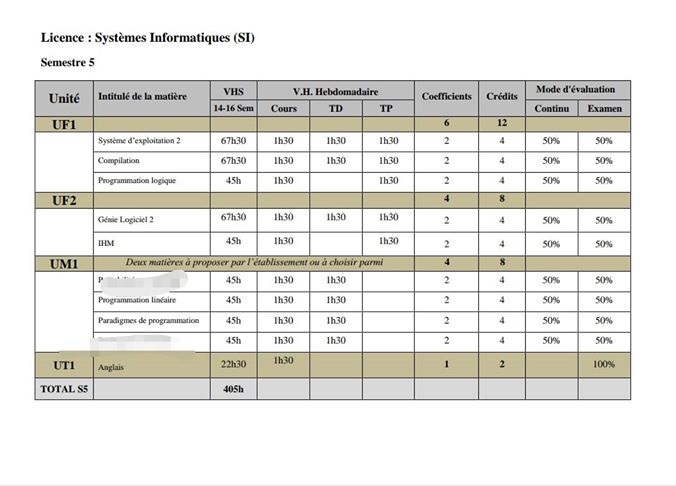 Licence : Systèmes Informatiques (SI)
Semestre 5
Unité Intitulé de la matière VHS V.H. Hebdomadaire Coefficients Crédits Mode d'évaluation
14-16 Sem Cours TD TP Continu Examen
UF1 6 12
Système d'exploitation 2 67h30 1h30 1h30 1h30 2 4 50% 50%
Compilation 67h30 1h30 1h30 1h30 2 4 50% 50%
Programmation logique 45h 1h30 1h30 2 4 50% 50%
UF2 4 8
Génie Logiciel 2 67h30 1h30 1h30 1h30 2 4 50% 50%
IHM 45h 1h30 1h30 2 4 50% 50%
UM1 Deux matières à proposer par l'établissement ou à choisir parmi 4 8
45h 1h30 1h30 2 4 50% 50%
Programmation linéaire 45h 1h30 1h30 2 4 50% 50%
Paradigmes de programmation 45h 1h30 1h30 2 4 50% 50%
45h 1h30 1h30 2 4 50% 50%
UT1 Anglais 22h30 1h30 1 2 100%
TOTAL S5 405h